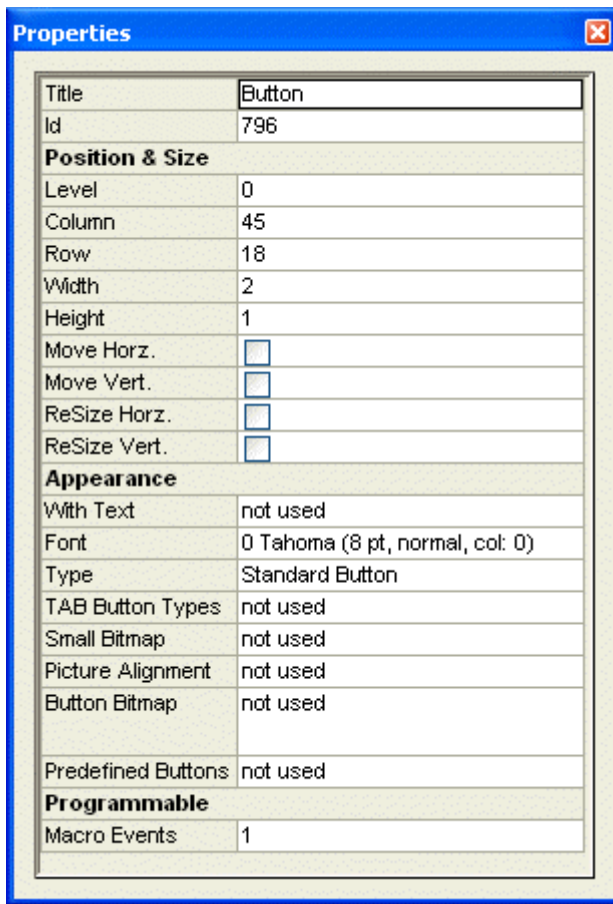 Properties
Title Button
Id 796
Position & Size
Level 0
Column 45
Row 18
Width 2
Height 1
Move Horz.
Move Vert.
ReSize Horz.
ReSize Vert.
Appearance
With Text not used
Font 0 Tahoma (8 pt, normal, col: 0)
Type Standard Button
TAB Button Types not used
Small Bitmap not used
Picture Alignment not used
Button Bitmap not used
Predefined Buttons not used
Programmable
Macro Events 1